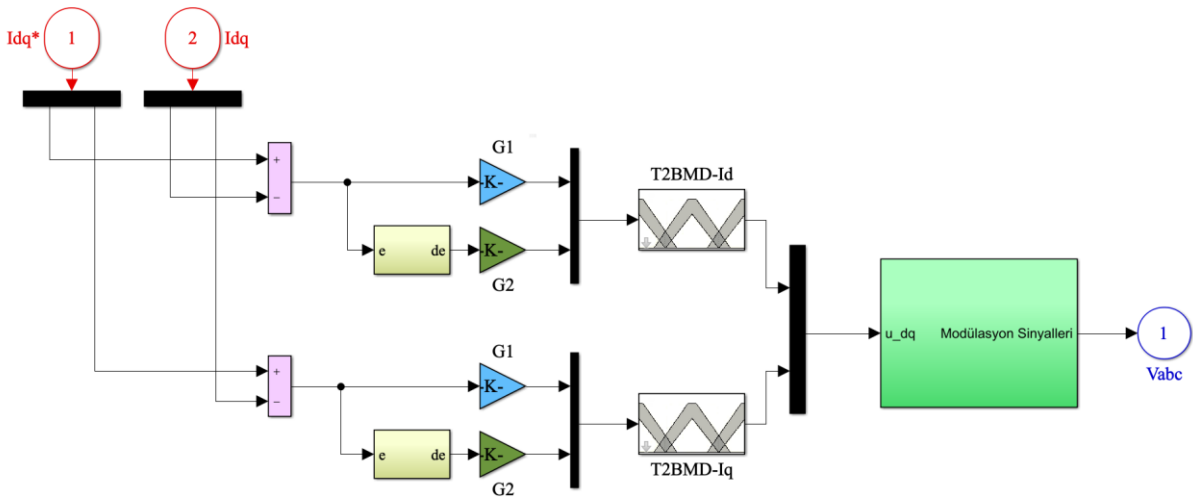 Idq*
1
2
Idq
+
−
G1
-K-
e
de
-K-
G2
T2BMD-Id
+
−
G1
-K-
e
de
-K-
G2
T2BMD-Iq
u_dq
Modülasyon Sinyalleri
1
Vabc